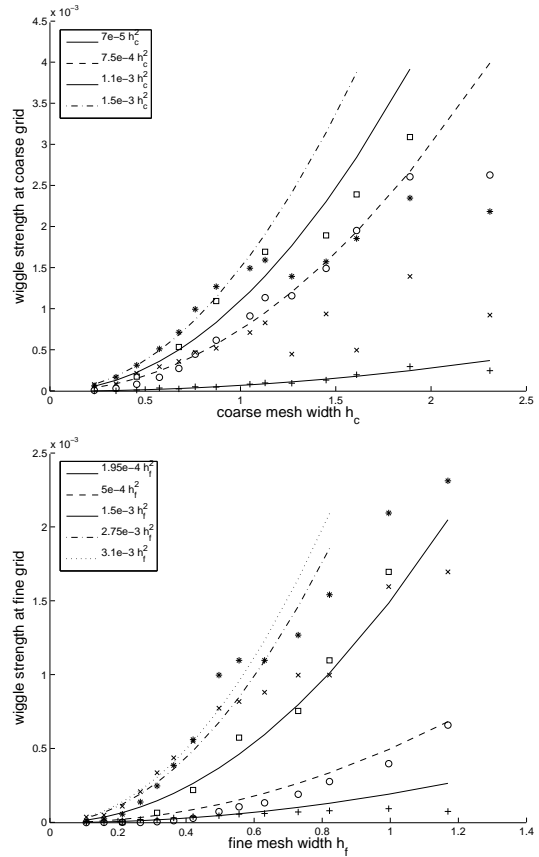 x 10⁻³
4.5
4
3.5
3
2.5
2
1.5
1
0.5
0
wiggle strength at coarse grid
7e−5 h_c^2
7.5e−4 h_c^2
1.1e−3 h_c^2
1.5e−3 h_c^2
0 0.5 1 1.5 2 2.5
coarse mesh width h_c
x 10⁻³
2.5
2
1.5
1
0.5
0
wiggle strength at fine grid
1.95e−4 h_f^2
5e−4 h_f^2
1.5e−3 h_f^2
2.75e−3 h_f^2
3.1e−3 h_f^2
0 0.2 0.4 0.6 0.8 1 1.2 1.4
fine mesh width h_f